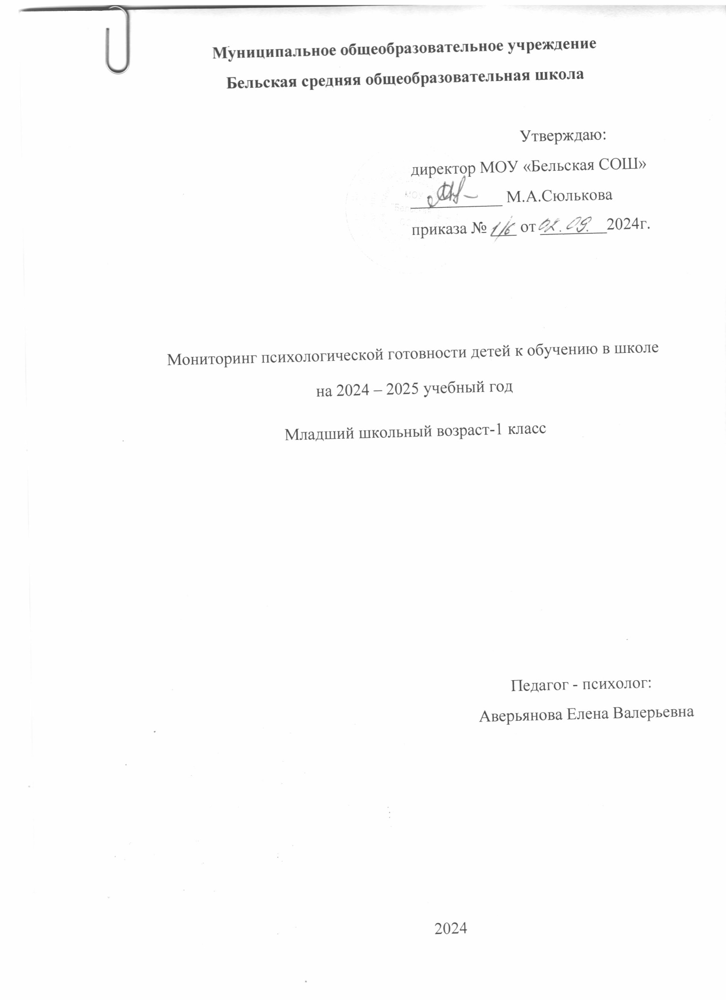 Муниципальное общеобразовательное учреждение
Бельская средняя общеобразовательная школа
Утверждаю:
директор МОУ «Бельская СОШ»
М.А.Сюлькова
приказа № 1/6 от 02.09. 2024г.
МОУ
"Бельская
Мониторинг психологической готовности детей к обучению в школе
на 2024 – 2025 учебный год
Младший школьный возраст-1 класс
Педагог - психолог:
Аверьянова Елена Валерьевна
2024